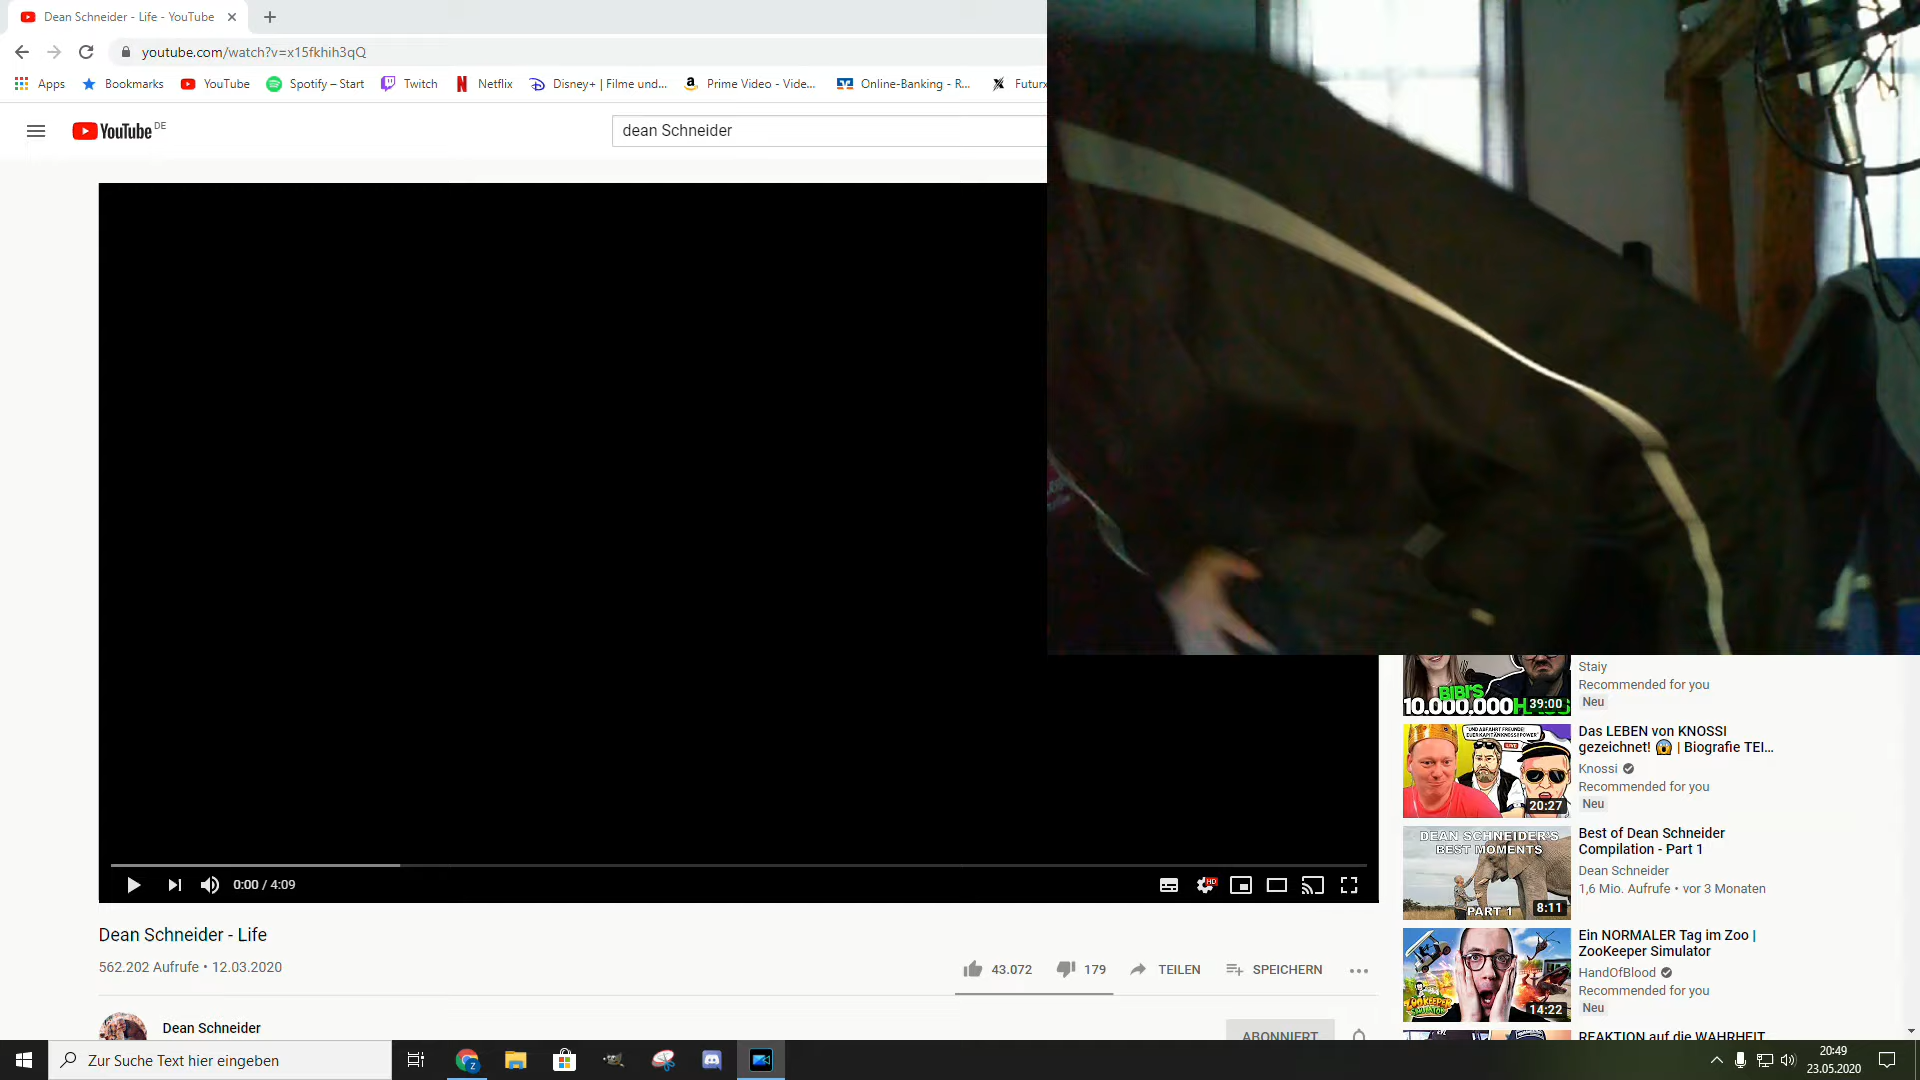 Dean Schneider - Life - YouTube
youtube.com/watch?v=x15fkhih3qQ
Apps Bookmarks YouTube Spotify – Start Twitch Netflix Disney+ | Filme und... Prime Video - Vide... Online-Banking - R...
YouTube DE
dean Schneider
Staiy
Recommended for you
Neu
BIBI'S
10.000.000
39:00
Das LEBEN von KNOSSI
gezeichnet! 😱 | Biografie TEI...
Knossi
Recommended for you
Neu
20:27
DEAN SCHNEIDER'S
BEST MOMENTS
PART 1
8:11
Best of Dean Schneider
Compilation - Part 1
Dean Schneider
1,6 Mio. Aufrufe • vor 3 Monaten
HD
0:00 / 4:09
Dean Schneider - Life
562.202 Aufrufe • 12.03.2020
43.072 179 TEILEN SPEICHERN
Ein NORMALER Tag im Zoo |
ZooKeeper Simulator
HandOfBlood
Recommended for you
Neu
14:22
Dean Schneider
ABONNIERT
REAKTION auf die WAHRHEIT
Zur Suche Text hier eingeben
20:49
23.05.2020